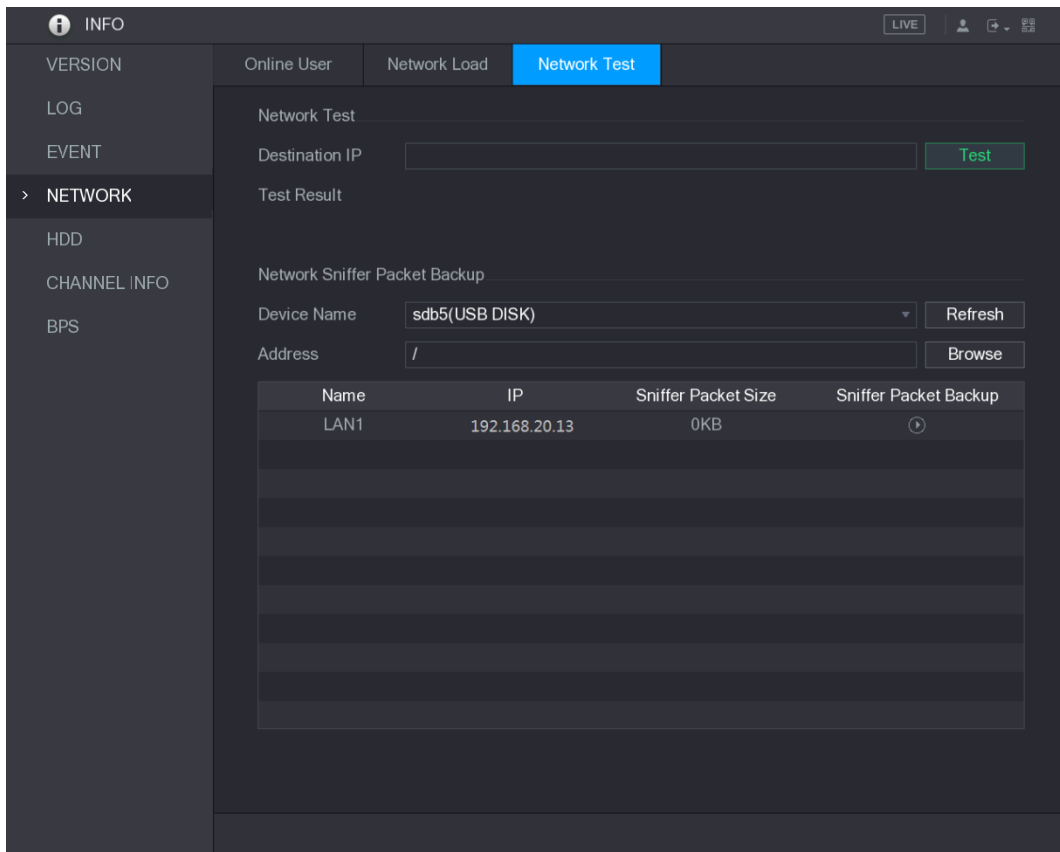 INFO
LIVE
VERSION
LOG
EVENT
> NETWORK
HDD
CHANNEL INFO
BPS
Online User Network Load Network Test
Network Test
Destination IP Test
Test Result
Network Sniffer Packet Backup
Device Name sdb5(USB DISK) Refresh
Address / Browse
Name IP Sniffer Packet Size Sniffer Packet Backup
LAN1 192.168.20.13 0KB